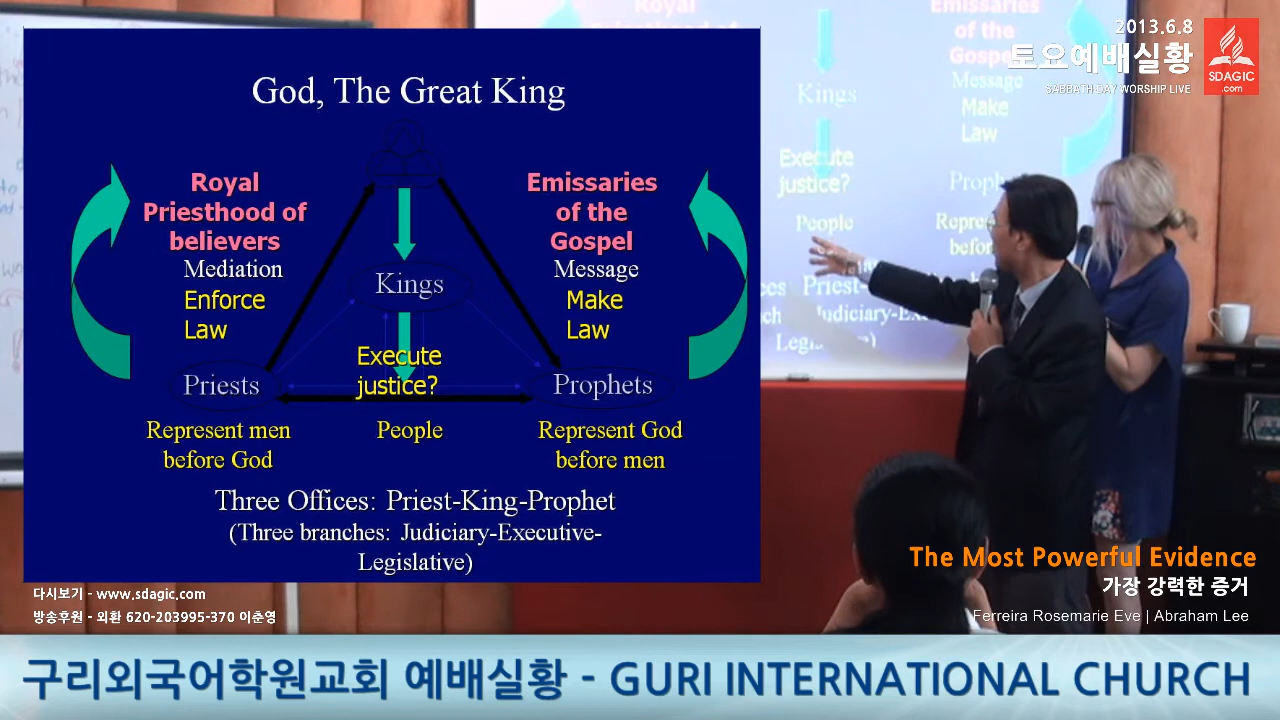 God, The Great King
Royal
Priesthood of
believers
Mediation
Enforce
Law
Emissaries
of the
Gospel
Message
Make
Law
Kings
Execute
justice?
Priests
Prophets
Represent men
before God
People
Represent God
before men
Three Offices: Priest-King-Prophet
(Three branches: Judiciary-Executive-
Legislative)
Royal
Emissaries
of the
Kings
Message
Make
Law
Execute
justice?
People
2013.6.8
토요예배실황
SABBATH DAY WORSHIP LIVE
SDAGIC
.com
The Most Powerful Evidence
가장 강력한 증거
Ferreira Rosemarie Eve | Abraham Lee
다시보기 - www.sdagic.com
방송후원 - 외환 620-203995-370 이춘영
구리외국어학원교회 예배실황 - GURI INTERNATIONAL CHURCH